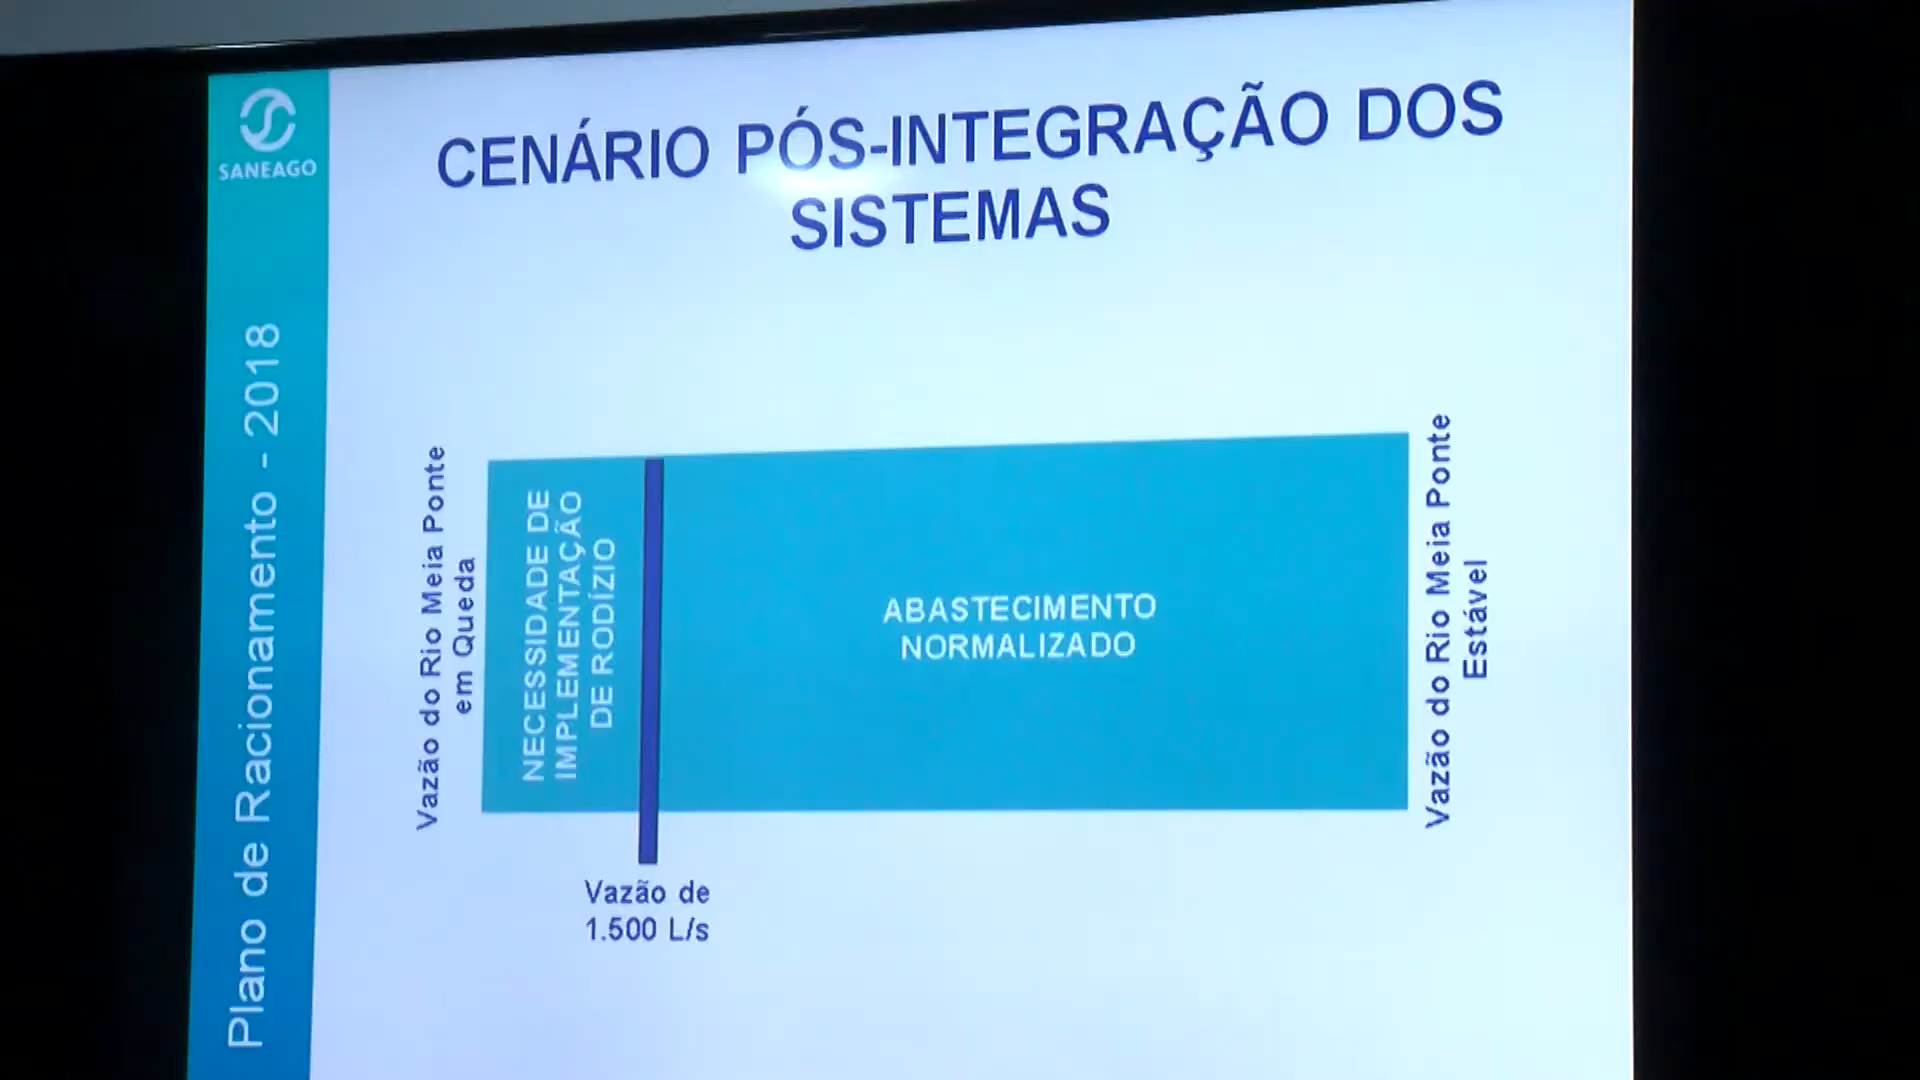 SANEAGO
Plano de Racionamento - 2018
CENÁRIO PÓS-INTEGRAÇÃO DOS
SISTEMAS
Vazão do Rio Meia Ponte
em Queda
NECESSIDADE DE
IMPLEMENTAÇÃO
DE RODÍZIO
ABASTECIMENTO
NORMALIZADO
Vazão do Rio Meia Ponte
Estável
Vazão de
1.500 L/s